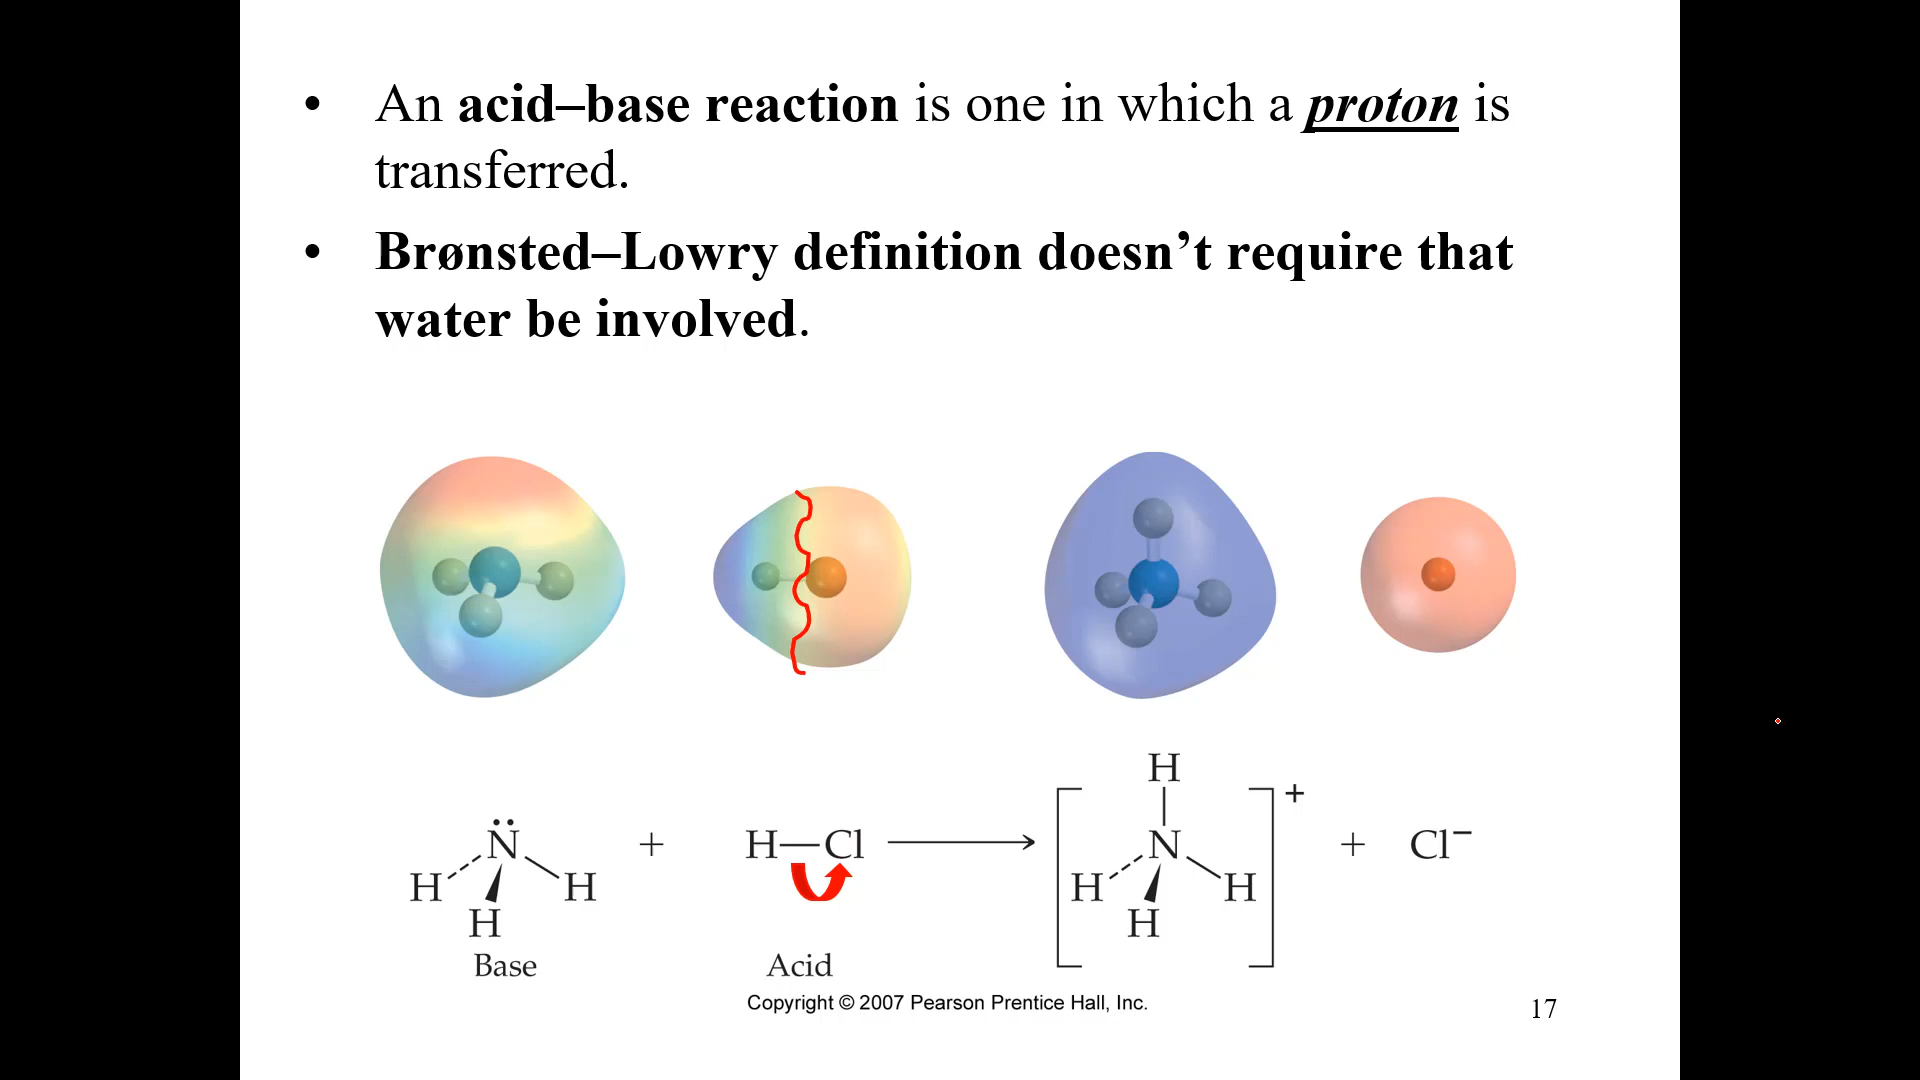 • An acid–base reaction is one in which a proton is
transferred.
• Brønsted–Lowry definition doesn’t require that
water be involved.
H
+
N + H—Cl N + Cl⁻
H H H H
H H
Base Acid
Copyright © 2007 Pearson Prentice Hall, Inc.
17